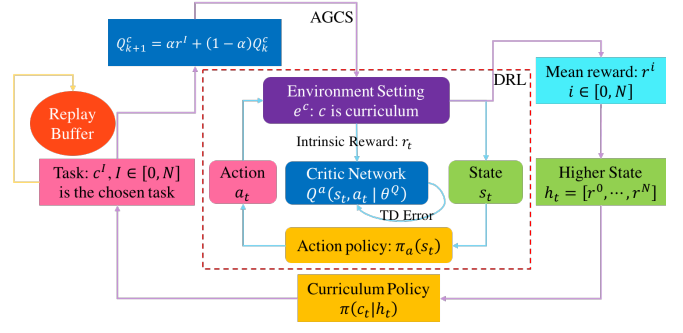 AGCS
Q^c_{k+1} = αr^I + (1 − α)Q^c_k
DRL
Environment Setting
e^c: c is curriculum
Mean reward: r^i
i ∈ [0, N]
Replay
Buffer
Intrinsic Reward: r_t
Task: c^I, I ∈ [0, N]
is the chosen task
Action
a_t
Critic Network
Q^a(s_t, a_t | θ^Q)
State
s_t
Higher State
h_t = [r^0, ⋯, r^N]
TD Error
Action policy: π_a(s_t)
Curriculum Policy
π(c_t|h_t)